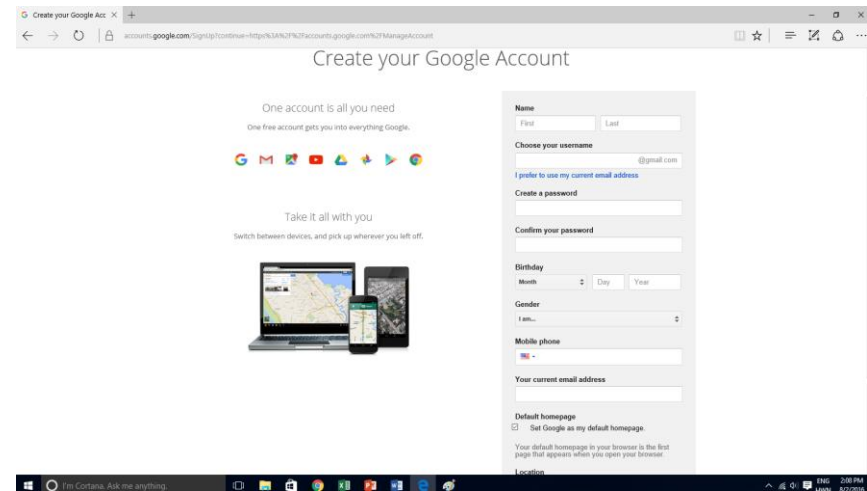 Create your Google Acc
accounts.google.com/SignUp?continue=https%3A%2F%2Faccounts.google.com%2FManageAccount
Create your Google Account
One account is all you need
One free account gets you into everything Google.
Take it all with you
Switch between devices, and pick up wherever you left off.
Name
First Last
Choose your username
@gmail.com
I prefer to use my current email address
Create a password
Confirm your password
Birthday
Month Day Year
Gender
I am...
Mobile phone
Your current email address
Default homepage
Set Google as my default homepage.
Your default homepage in your browser is the first
page that appears when you open your browser.
Location
I'm Cortana. Ask me anything.
ENG 2:08 PM
8/2/2016